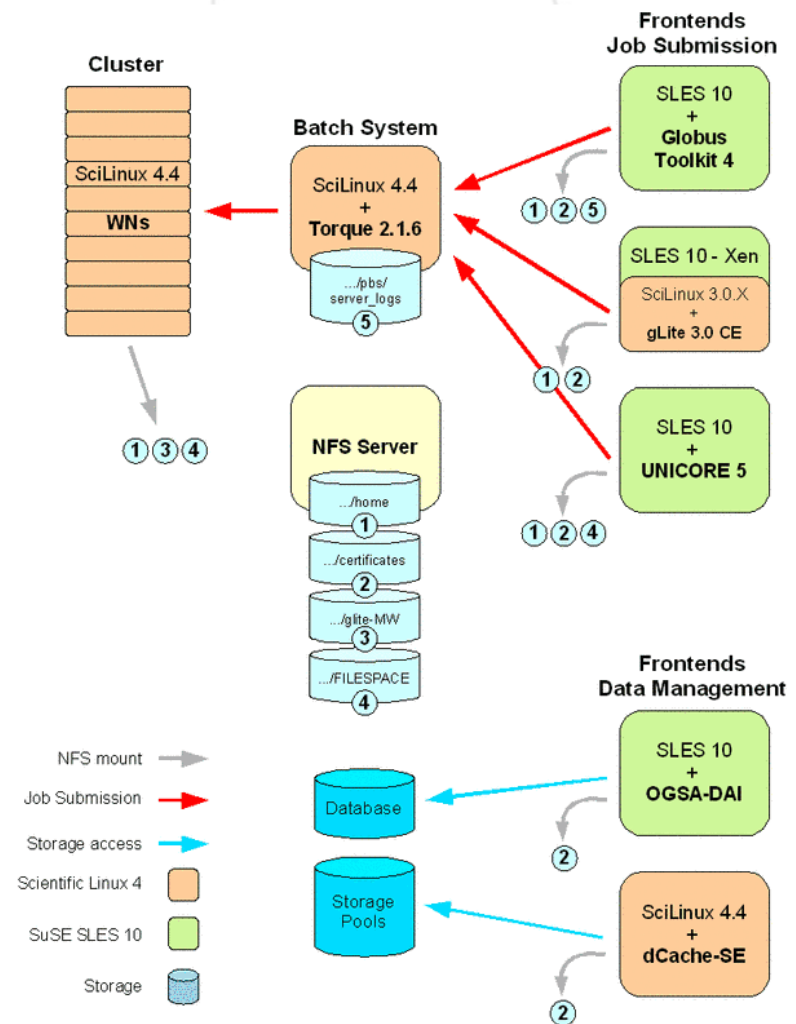 Frontends
Job Submission
Cluster
SLES 10
+
Globus
Toolkit 4
Batch System
SciLinux 4.4
WNs
SciLinux 4.4
+
Torque 2.1.6
.../pbs/
server_logs
5
1 2 5
SLES 10 - Xen
SciLinux 3.0.X
+
gLite 3.0 CE
1 2
1 3 4
NFS Server
.../home
1
.../certificates
2
.../glite-MW
3
.../FILESPACE
4
SLES 10
+
UNICORE 5
1 2 4
Frontends
Data Management
SLES 10
+
OGSA-DAI
2
Database
Storage
Pools
SciLinux 4.4
+
dCache-SE
2
NFS mount
Job Submission
Storage access
Scientific Linux 4
SuSE SLES 10
Storage